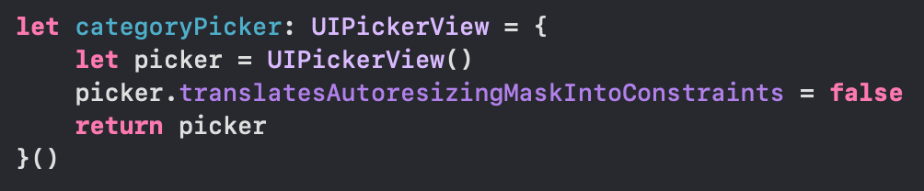 let categoryPicker: UIPickerView = {
    let picker = UIPickerView()
    picker.translatesAutoresizingMaskIntoConstraints = false
    return picker
}()